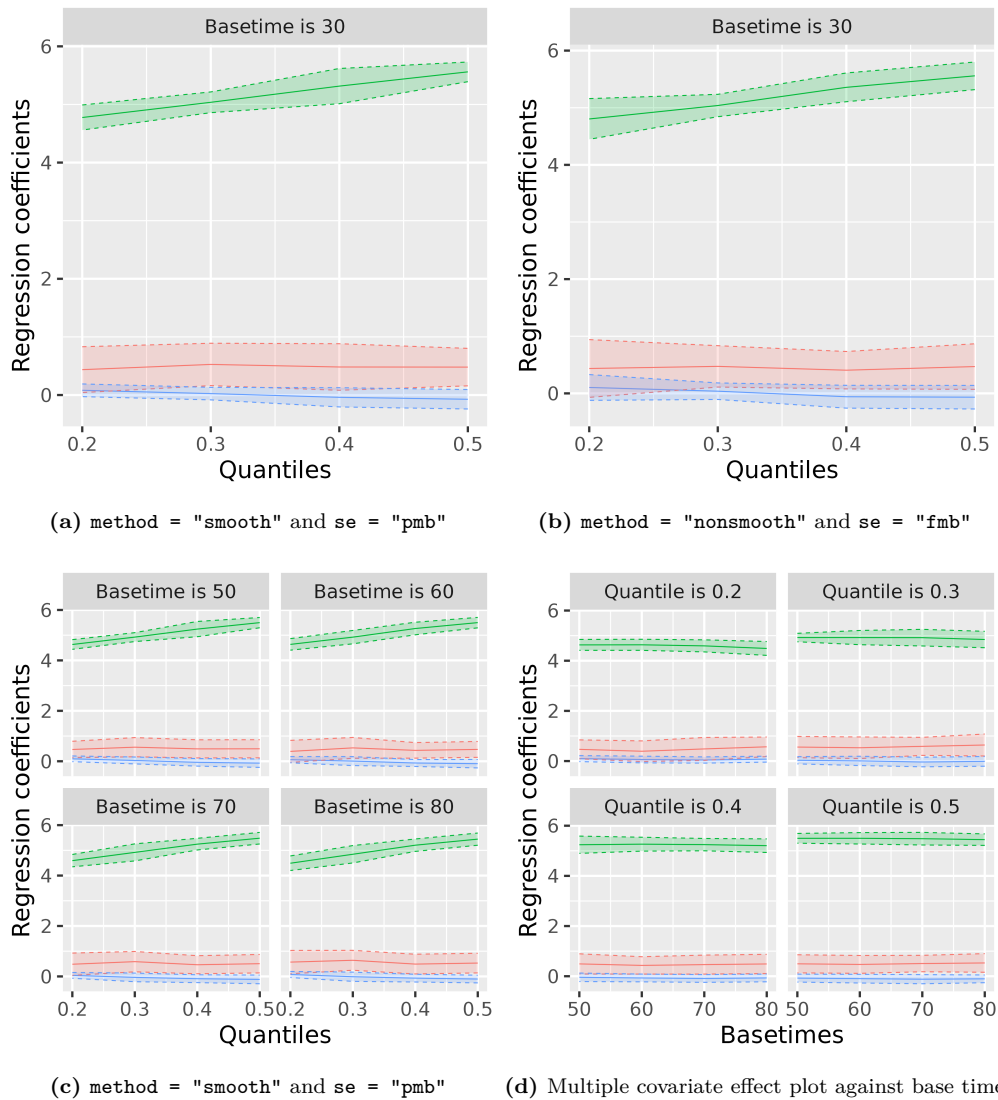 Basetime is 30
Regression coefficients
6
4
2
0
0.2 0.3 0.4 0.5
Quantiles
(a) method = "smooth" and se = "pmb"
Basetime is 30
Regression coefficients
6
4
2
0
0.2 0.3 0.4 0.5
Quantiles
(b) method = "nonsmooth" and se = "fmb"
Basetime is 50 Basetime is 60
Regression coefficients
6
4
2
0
Basetime is 70 Basetime is 80
6
4
2
0
0.2 0.3 0.4 0.5 0.2 0.3 0.4 0.5
Quantiles
(c) method = "smooth" and se = "pmb"
Quantile is 0.2 Quantile is 0.3
Regression coefficients
6
4
2
0
Quantile is 0.4 Quantile is 0.5
6
4
2
0
50 60 70 80 50 60 70 80
Basetimes
(d) Multiple covariate effect plot against base time